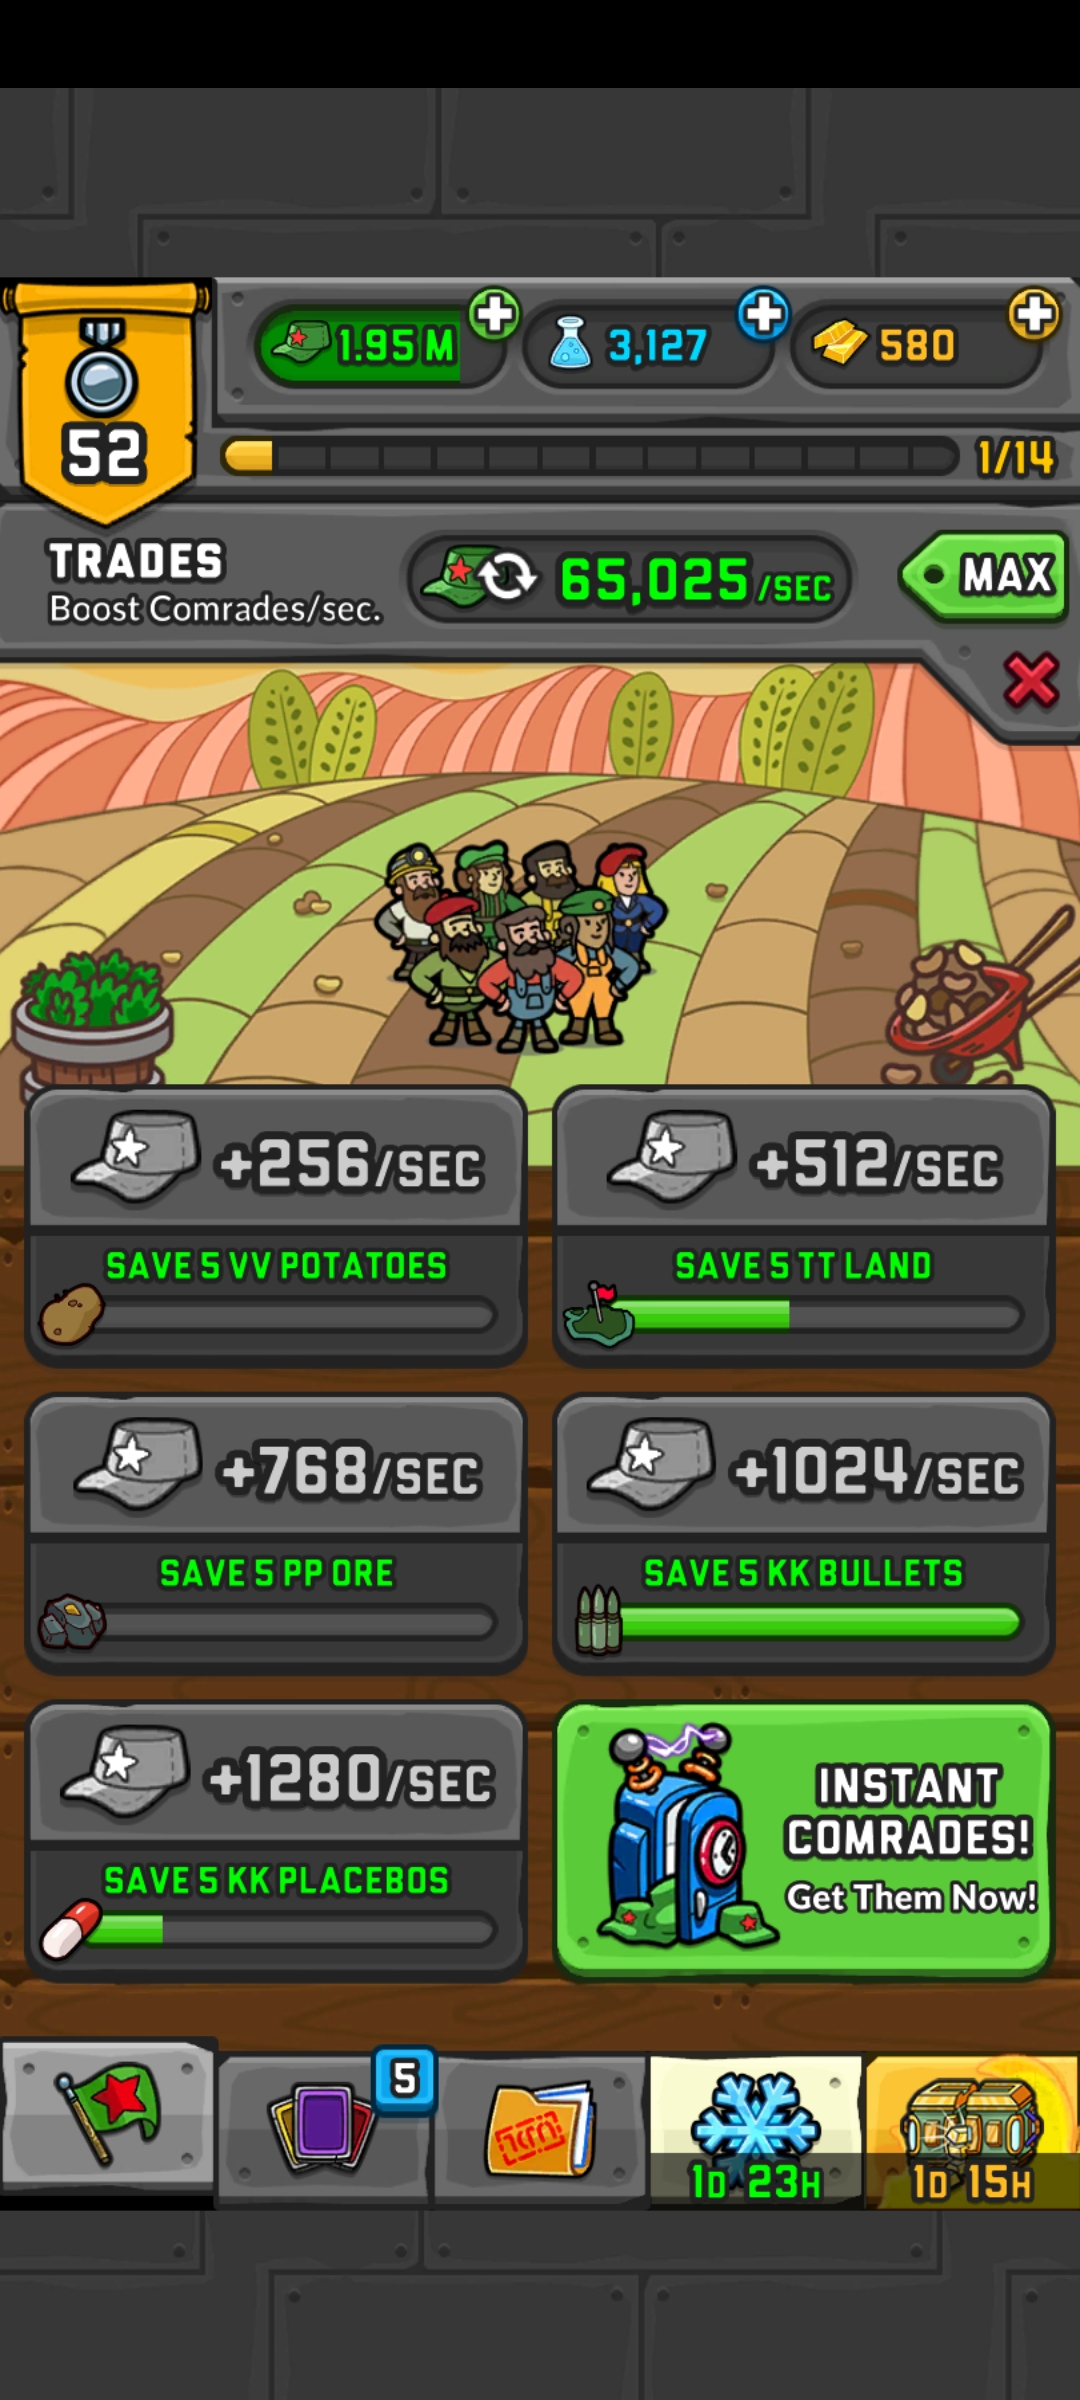 1.95 M
3,127
580
52
1/14
TRADES
Boost Comrades/sec.
65,025/SEC
MAX
+256/SEC
SAVE 5 VV POTATOES
+512/SEC
SAVE 5 TT LAND
+768/SEC
SAVE 5 PP ORE
+1024/SEC
SAVE 5 KK BULLETS
+1280/SEC
SAVE 5 KK PLACEBOS
INSTANT
COMRADES!
Get Them Now!
5
1D 23H
1D 15H